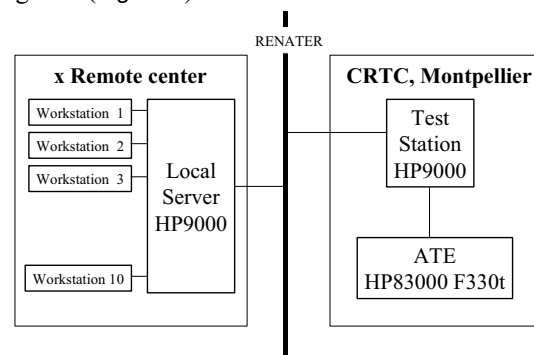 RENATER
x Remote center
Workstation 1
Workstation 2
Workstation 3
Workstation 10
Local
Server
HP9000
CRTC, Montpellier
Test
Station
HP9000
ATE
HP83000 F330t